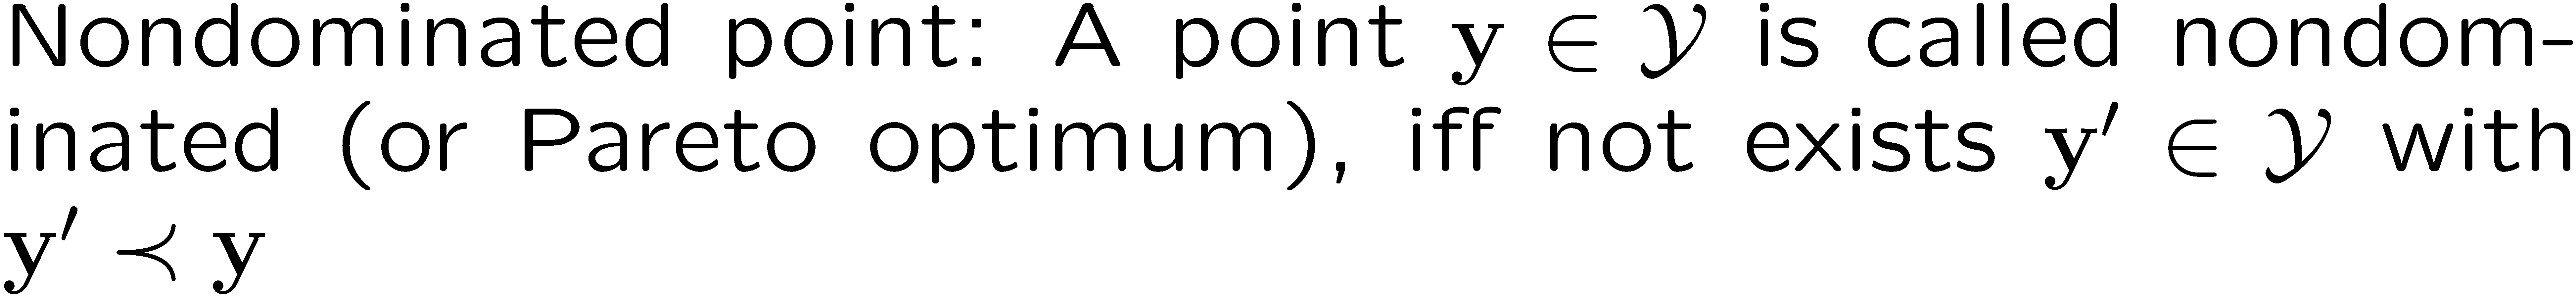 Nondominated point: A point 𝐲 ∈ 𝒴 is called nondom-
inated (or Pareto optimum), iff not exists 𝐲′ ∈ 𝒴 with
𝐲′ ≺ 𝐲